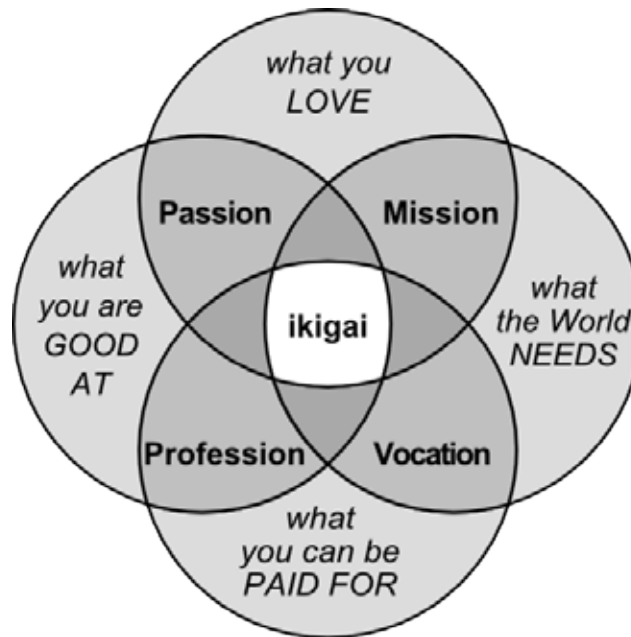 what you
LOVE
Passion
Mission
what
you are
GOOD
AT
ikigai
what
the World
NEEDS
Profession
Vocation
what
you can be
PAID FOR